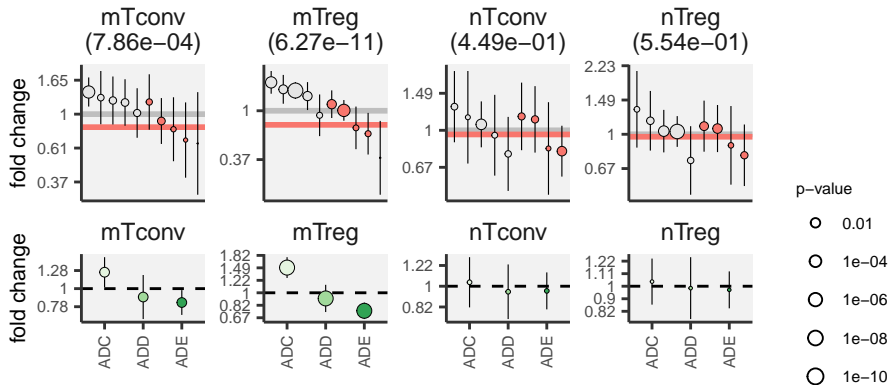 mTconv
(7.86e−04)
mTreg
(6.27e−11)
nTconv
(4.49e−01)
nTreg
(5.54e−01)
fold change
1.65
1
0.61
0.37
1
0.37
1.49
1
0.67
2.23
1.49
1
0.67
mTconv
mTreg
nTconv
nTreg
fold change
1.28
1
0.78
1.82
1.49
1.22
1
0.82
0.67
1.22
1
0.82
1.22
1.11
1
0.9
0.82
ADC
ADD
ADE
ADC
ADD
ADE
ADC
ADD
ADE
ADC
ADD
ADE
p−value
0.01
1e−04
1e−06
1e−08
1e−10